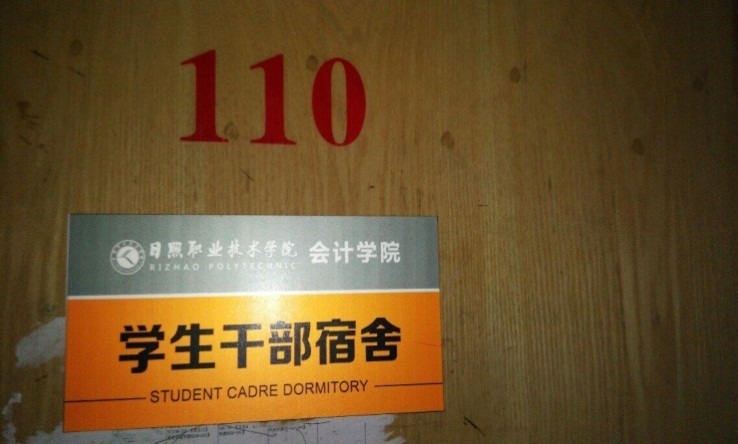 110
日照职业技术学院 会计学院
RIZHAO POLYTECHNIC
学生干部宿舍
STUDENT CADRE DORMITORY